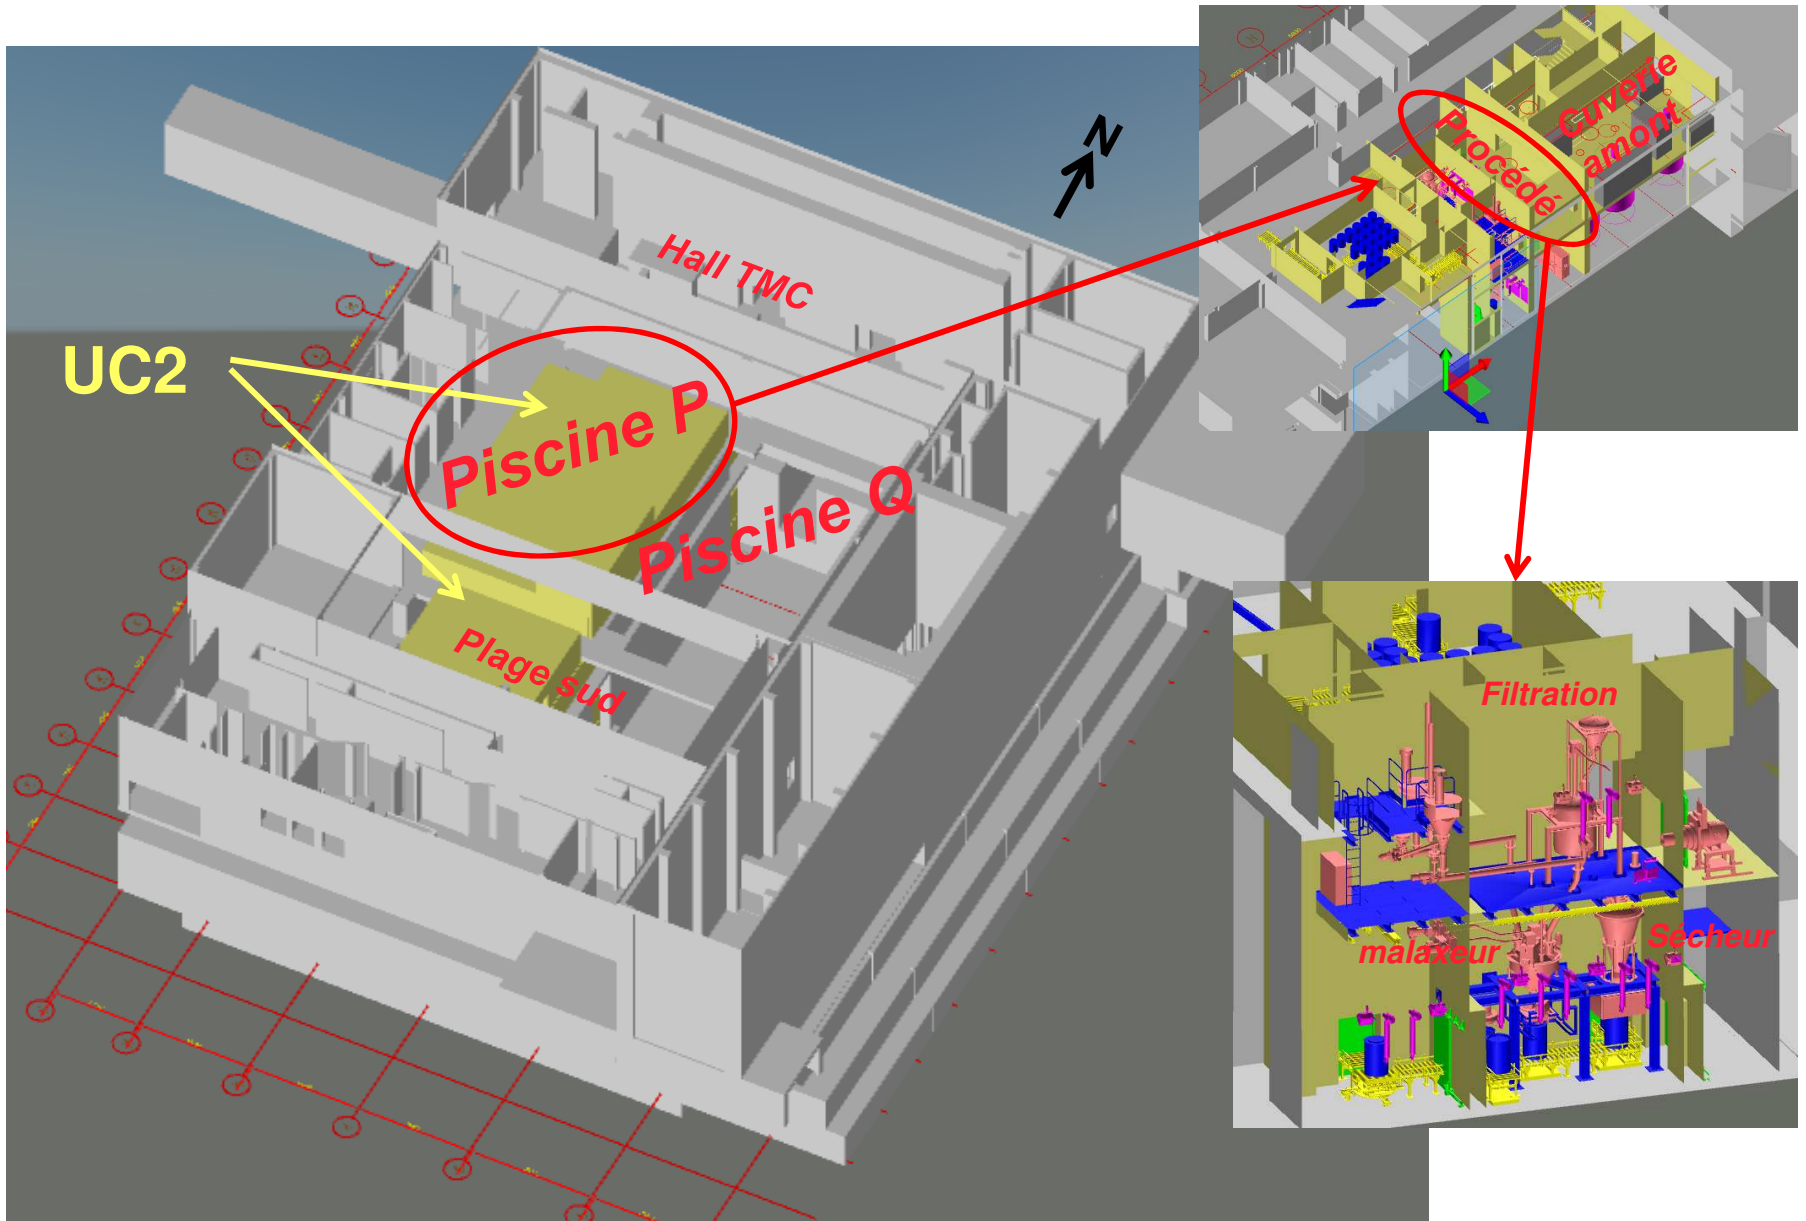 N
Hall TMC
UC2
Piscine P
Piscine Q
Plage sud
Cuverie
amont
Procédé
Filtration
malaxeur
Sécheur